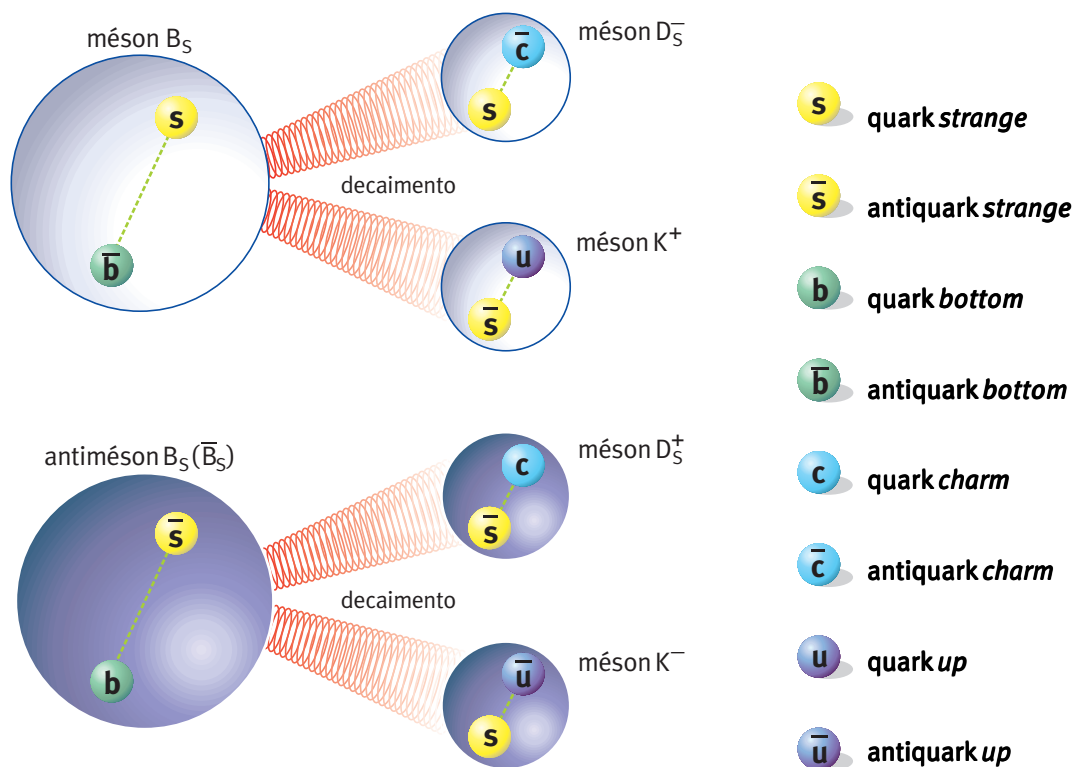 méson B_S
s
b̅
decaimento
méson D_S^−
c̅
s
méson K^+
u
s̅
antiméson B_S (B̅_S)
s̅
b
decaimento
méson D_S^+
c
s̅
méson K^−
u̅
s
s quark strange
s̅ antiquark strange
b quark bottom
b̅ antiquark bottom
c quark charm
c̅ antiquark charm
u quark up
u̅ antiquark up